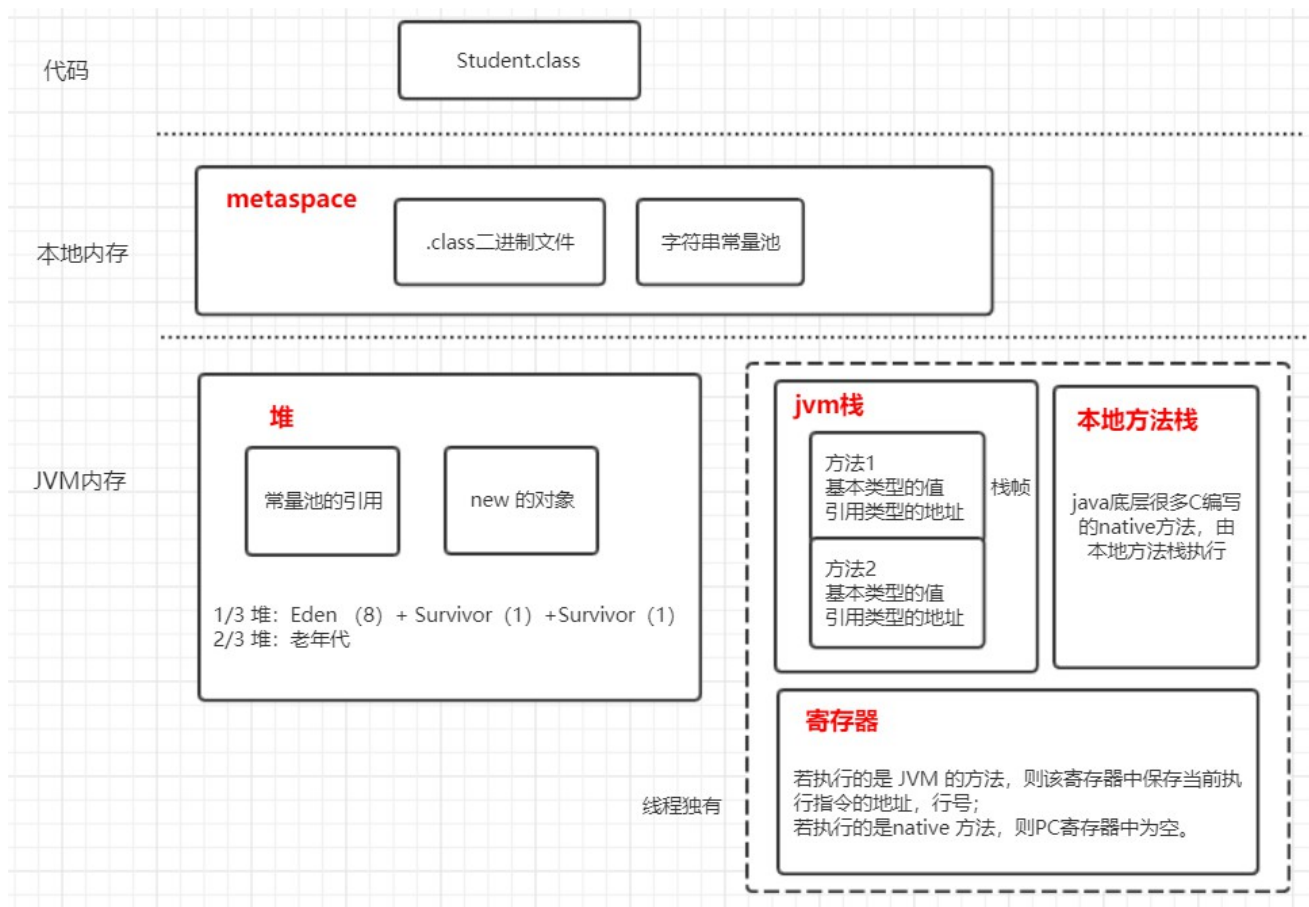 代码
Student.class
本地内存
metaspace
.class二进制文件
字符串常量池
JVM内存
堆
常量池的引用
new 的对象
1/3 堆：Eden （8）+ Survivor（1）+Survivor（1）
2/3 堆：老年代
jvm栈
方法1
基本类型的值
引用类型的地址
栈帧
方法2
基本类型的值
引用类型的地址
本地方法栈
java底层很多C编写
的native方法，由
本地方法栈执行
线程独有
寄存器
若执行的是 JVM 的方法，则该寄存器中保存当前执
行指令的地址，行号；
若执行的是native 方法，则PC寄存器中为空。